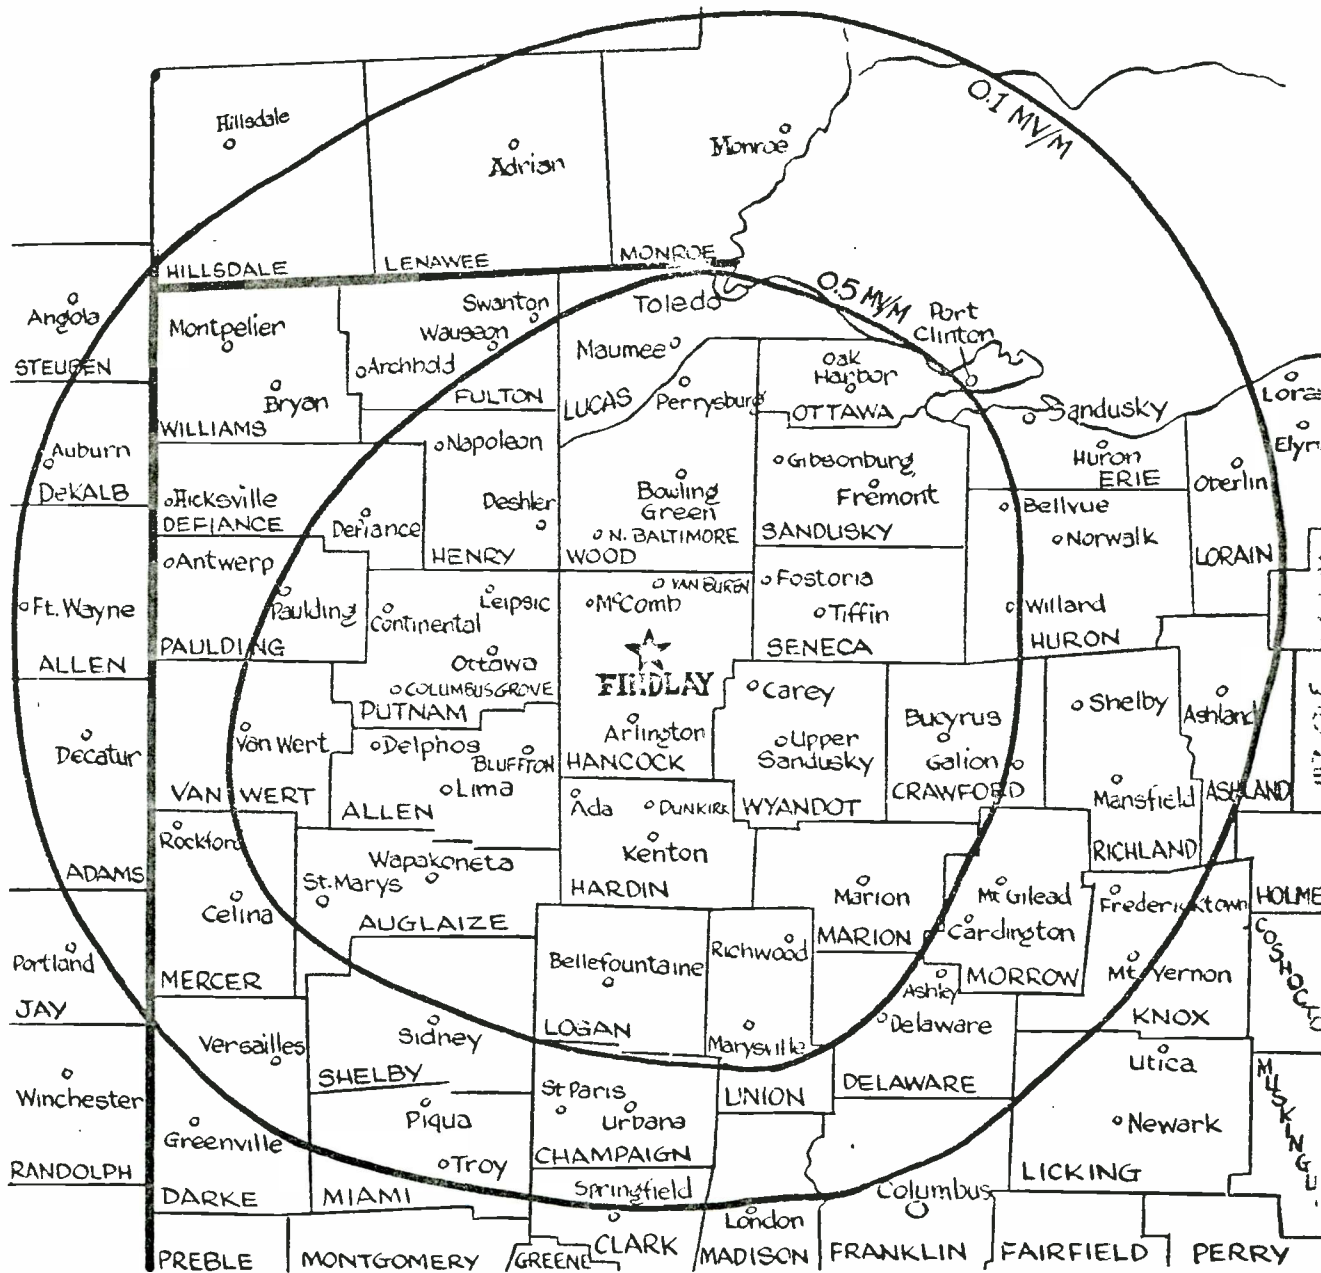 0.1 MV/M
Hillsdale
Adrian
Monroe
HILLSDALE
LENAWEE
MONROE
0.5 MV/M
Angola
STEUBEN
Montpelier
Bryan
WILLIAMS
Swanton
Wauseon
Archbold
FULTON
Toledo
Maumee
LUCAS
Perrysburg
Port
Clinton
Oak
Harbor
OTTAWA
Sandusky
Elyr
Auburn
DeKALB
Hicksville
DEFIANCE
Defiance
Napoleon
Deshler
HENRY
Bowling
Green
N. BALTIMORE
WOOD
Gibsonburg
Fremont
SANDUSKY
Huron
ERIE
Bellvue
Norwalk
Oberlin
LORAIN
Ft. Wayne
ALLEN
Antwerp
Paulding
PAULDING
Continental
Leipsic
Ottawa
COLUMBUS GROVE
PUTNAM
VAN BUREN
McComb
FINDLAY
Arlington
HANCOCK
Fostoria
Tiffin
SENECA
Willand
HURON
Decatur
ADAMS
Van Wert
VAN WERT
Delphos
BLUFFTON
Lima
ALLEN
Carey
Upper
Sandusky
WYANDOT
Bucyrus
Galion
CRAWFORD
Shelby
Mansfield
RICHLAND
Ashland
ASHLAND
Rockford
Celina
MERCER
Wapakoneta
St. Marys
AUGLAIZE
Ada
DUNKIRK
Kenton
HARDIN
Marion
MARION
Mt Gilead
Cardington
MORROW
Fredericktown
Mt. Vernon
KNOX
HOLME
COSHOCTO
Portland
JAY
Versailles
Sidney
SHELBY
Bellefountaine
LOGAN
Richwood
Marysville
UNION
Ashley
Delaware
DELAWARE
Utica
Newark
LICKING
MUSKINGU
Winchester
RANDOLPH
Greenville
DARKE
Piqua
Troy
MIAMI
St Paris
Urbana
CHAMPAIGN
Springfield
CLARK
London
MADISON
Columbus
FRANKLIN
FAIRFIELD
PERRY
PREBLE
MONTGOMERY
GREENE